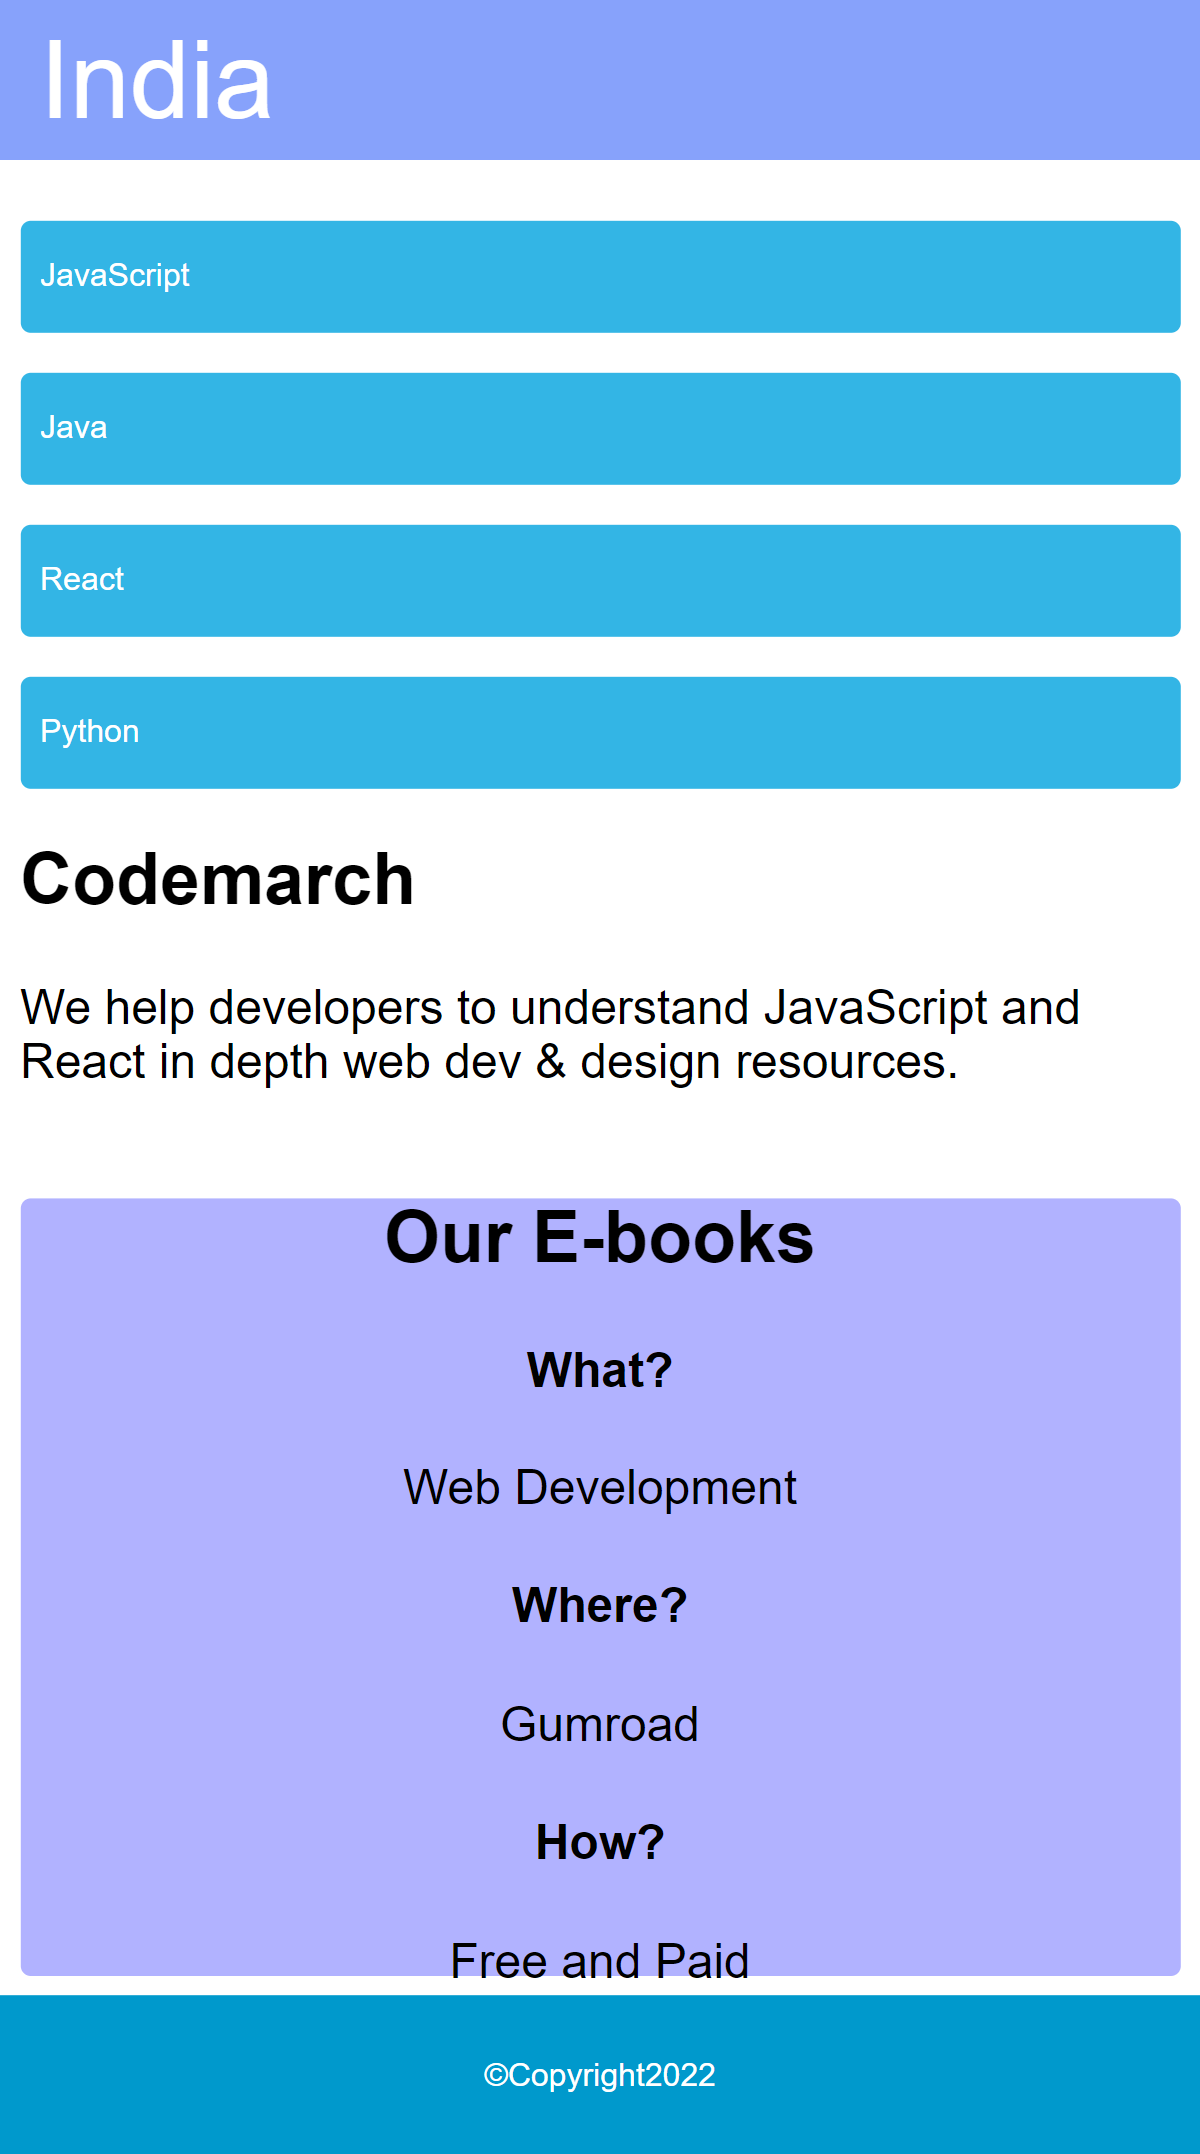 India
JavaScript
Java
React
Python
Codemarch
We help developers to understand JavaScript and
React in depth web dev & design resources.
Our E-books
What?
Web Development
Where?
Gumroad
How?
Free and Paid
©Copyright2022